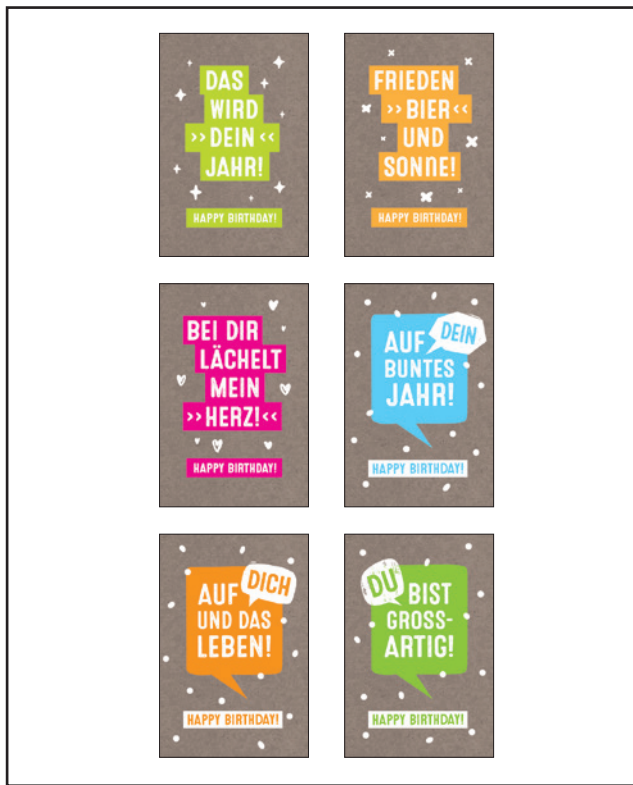 DAS
WIRD
>> DEIN <<
JAHR!
HAPPY BIRTHDAY!
FRIEDEN
>> BIER <<
UND
SONNE!
HAPPY BIRTHDAY!
BEI DIR
LÄCHELT
MEIN
>> HERZ! <<
HAPPY BIRTHDAY!
AUF DEIN
BUNTES
JAHR!
HAPPY BIRTHDAY!
AUF DICH
UND DAS
LEBEN!
HAPPY BIRTHDAY!
DU BIST
GROSS-
ARTIG!
HAPPY BIRTHDAY!